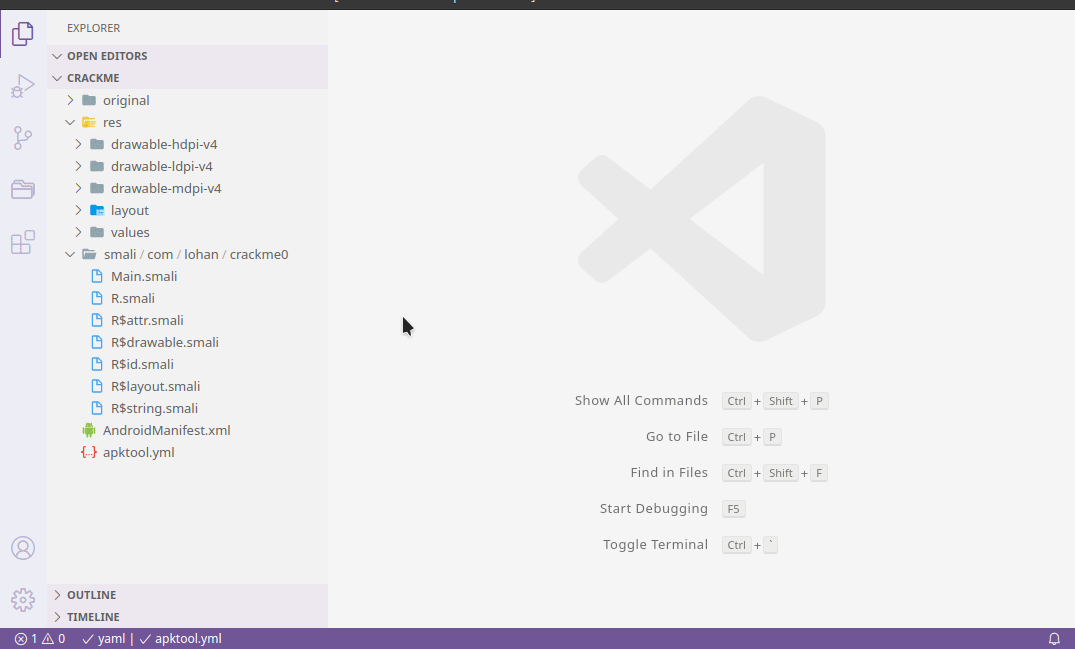 EXPLORER
OPEN EDITORS
CRACKME
original
res
drawable-hdpi-v4
drawable-ldpi-v4
drawable-mdpi-v4
layout
values
smali / com / lohan / crackme0
Main.smali
R.smali
R$attr.smali
R$drawable.smali
R$id.smali
R$layout.smali
R$string.smali
AndroidManifest.xml
apktool.yml
OUTLINE
TIMELINE
Show All Commands Ctrl + Shift + P
Go to File Ctrl + P
Find in Files Ctrl + Shift + F
Start Debugging F5
Toggle Terminal Ctrl + `
1 0 yaml | apktool.yml